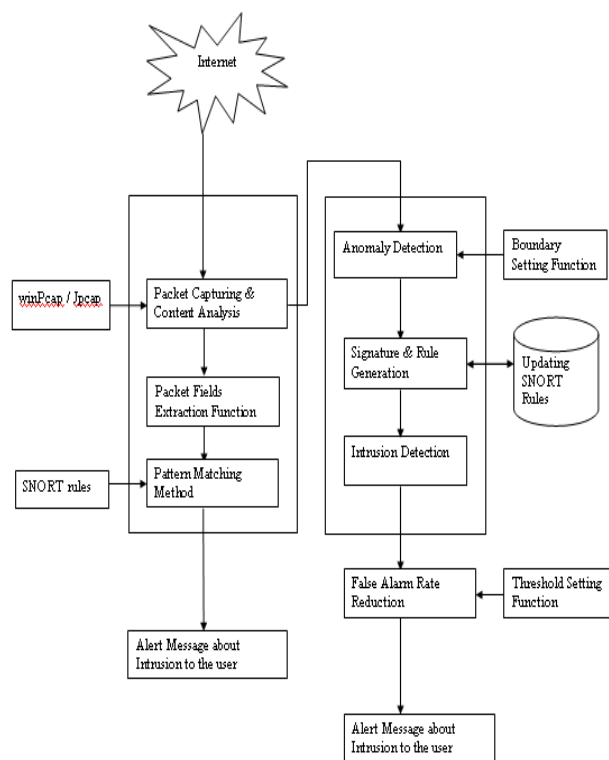 Internet
winPcap / Jpcap
Packet Capturing &
Content Analysis
Packet Fields
Extraction Function
SNORT rules
Pattern Matching
Method
Alert Message about
Intrusion to the user
Anomaly Detection
Boundary
Setting Function
Signature & Rule
Generation
Updating
SNORT
Rules
Intrusion Detection
False Alarm Rate
Reduction
Threshold Setting
Function
Alert Message about
Intrusion to the user